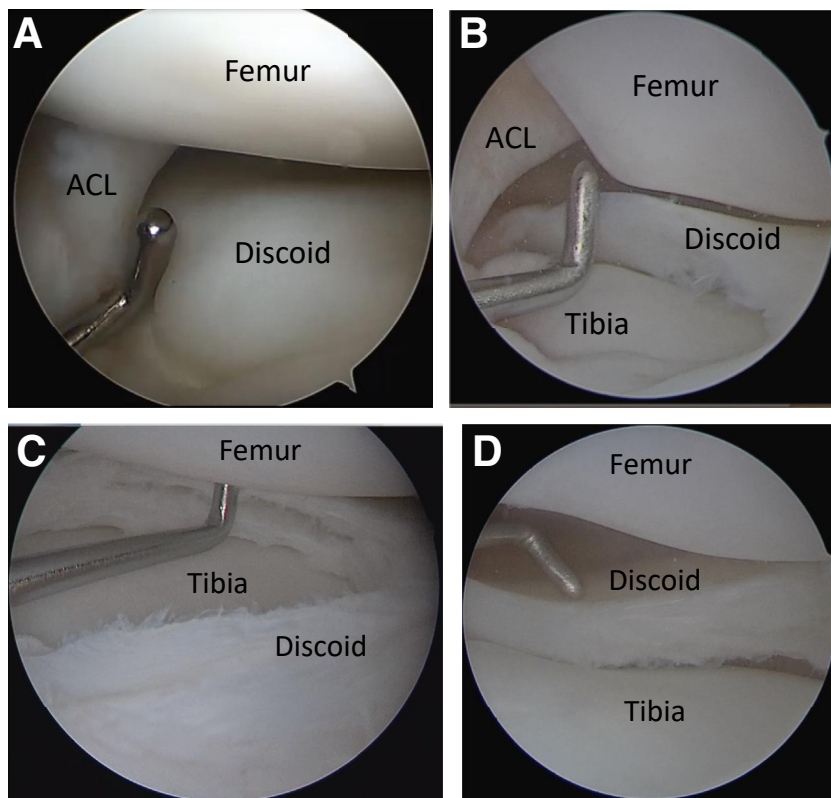 A
Femur
ACL
Discoid
B
Femur
ACL
Discoid
Tibia
C
Femur
Tibia
Discoid
D
Femur
Discoid
Tibia